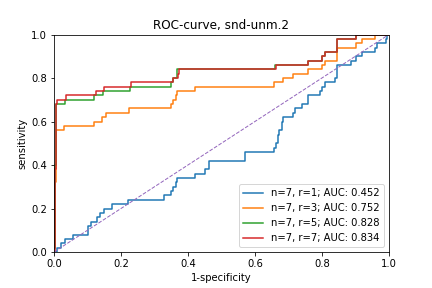 ROC-curve, snd-unm.2
1.0
0.8
0.6
0.4
0.2
0.0
sensitivity
n=7, r=1; AUC: 0.452
n=7, r=3; AUC: 0.752
n=7, r=5; AUC: 0.828
n=7, r=7; AUC: 0.834
0.0 0.2 0.4 0.6 0.8 1.0
1-specificity